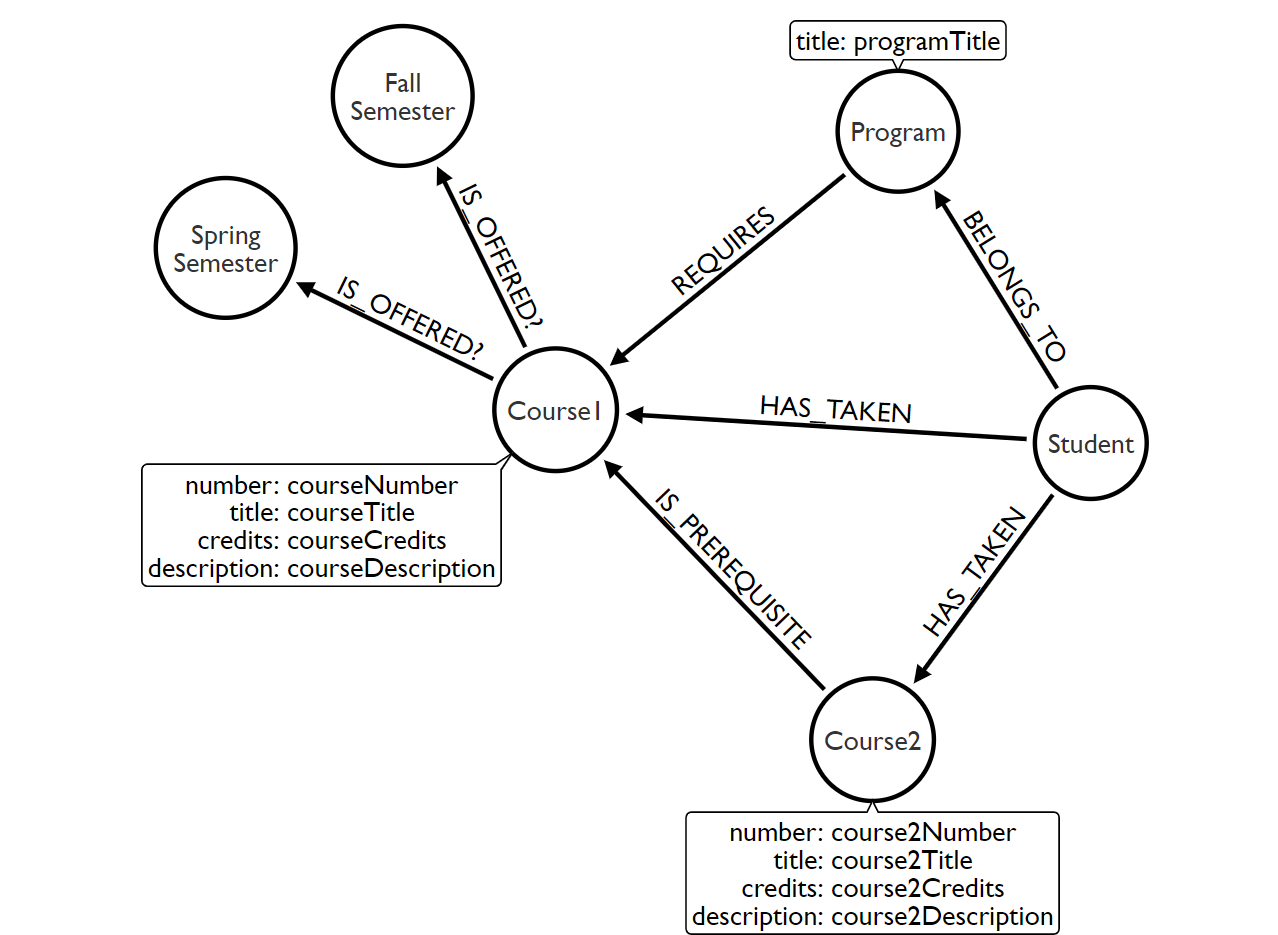 title: programTitle
Fall
Semester
Program
Spring
Semester
IS_OFFERED?
IS_OFFERED?
REQUIRES
BELONGS_TO
Course1
HAS_TAKEN
Student
number: courseNumber
title: courseTitle
credits: courseCredits
description: courseDescription
IS_PREREQUISITE
HAS_TAKEN
Course2
number: course2Number
title: course2Title
credits: course2Credits
description: course2Description